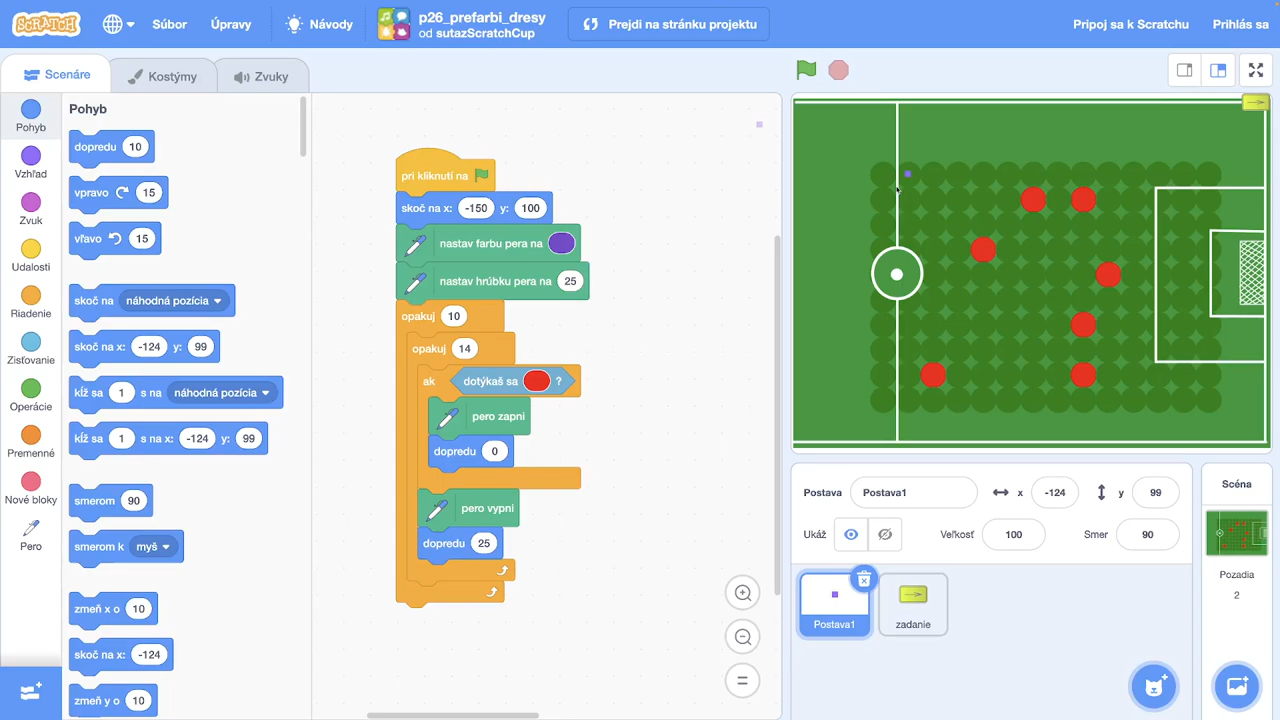 SCRATCH
Súbor
Úpravy
Návody
p26_prefarbi_dresy
od sutazScratchCup
Prejdi na stránku projektu
Pripoj sa k Scratchu
Prihlás sa
Scenáre
Kostýmy
Zvuky
Pohyb
Vzhľad
Zvuk
Udalosti
Riadenie
Zisťovanie
Operácie
Premenné
Nové bloky
Pero
Pohyb
dopredu 10
vpravo 15
vľavo 15
skoč na náhodná pozícia
skoč na x: -124 y: 99
kĺž sa 1 s na náhodná pozícia
kĺž sa 1 s na x: -124 y: 99
smerom 90
smerom k myš
zmeň x o 10
skoč na x: -124
zmeň y o 10
pri kliknutí na
skoč na x: -150 y: 100
nastav farbu pera na
nastav hrúbku pera na 25
opakuj 10
opakuj 14
ak dotýkaš sa ?
pero zapni
dopredu 0
pero vypni
dopredu 25
Postava Postava1 x -124 y 99
Ukáž Veľkosť 100 Smer 90
Postava1
zadanie
Scéna
Pozadia
2